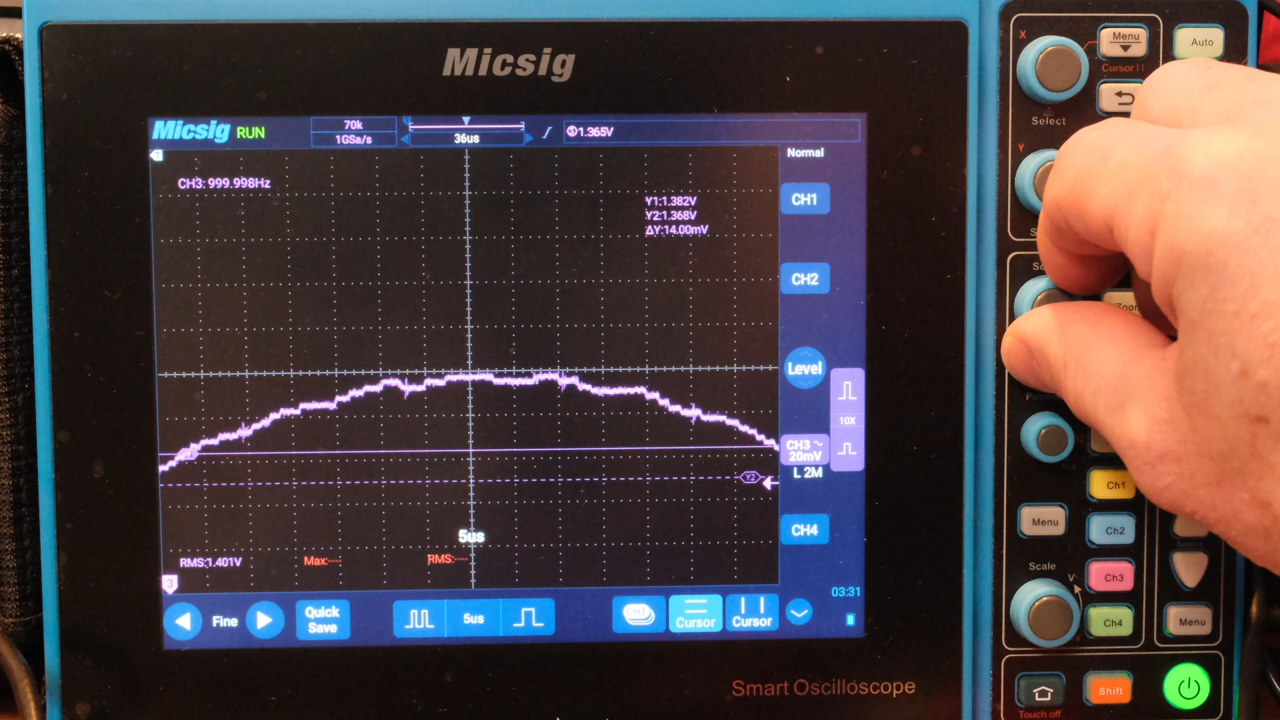 Micsig
Micsig RUN
70k
1GSa/s
36us
1.365V
Normal
CH3: 999.998Hz
Y1:1.382V
Y2:1.368V
ΔY:14.00mV
CH1
CH2
Level
10X
CH3
20mV
L 2M
Y2
CH4
5us
RMS:1.401V
Max:----
RMS:----
3
03:31
Fine
Quick
Save
5us
Cursor
Cursor
Smart Oscilloscope
X
Menu
Auto
Cursor
Select
Y
Ch1
Menu
Ch2
Scale
V
Ch3
Ch4
Menu
Shift
Touch off